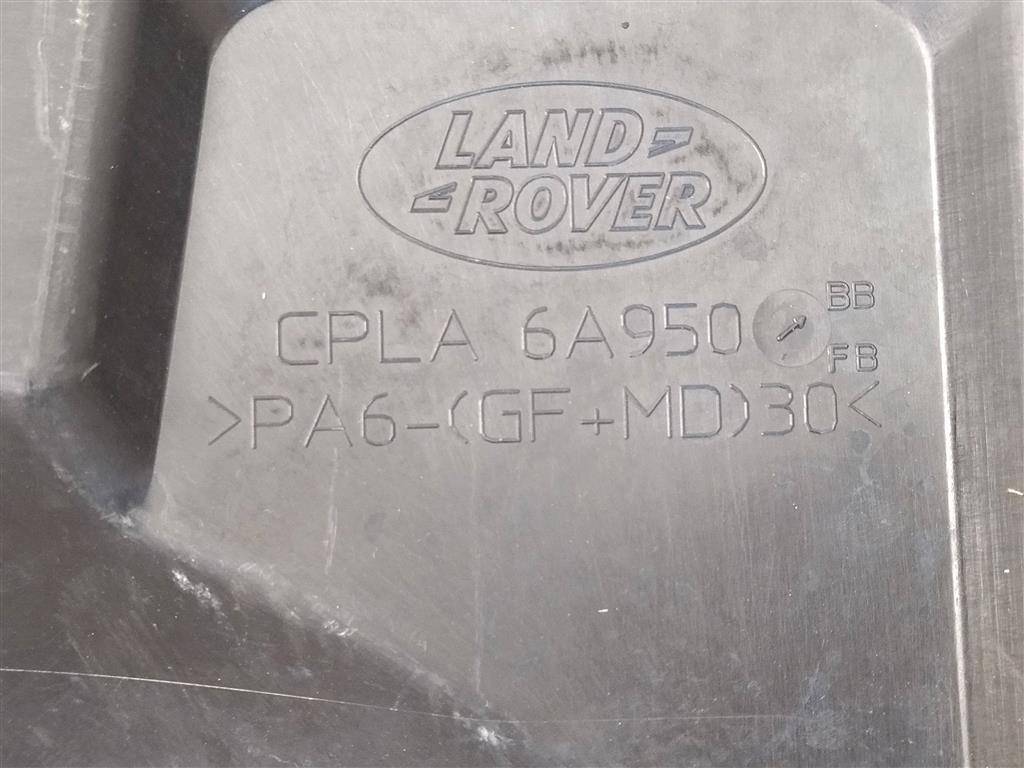 LAND
ROVER
CPLA 6A950 BB
FB
>PA6-(GF+MD)30<